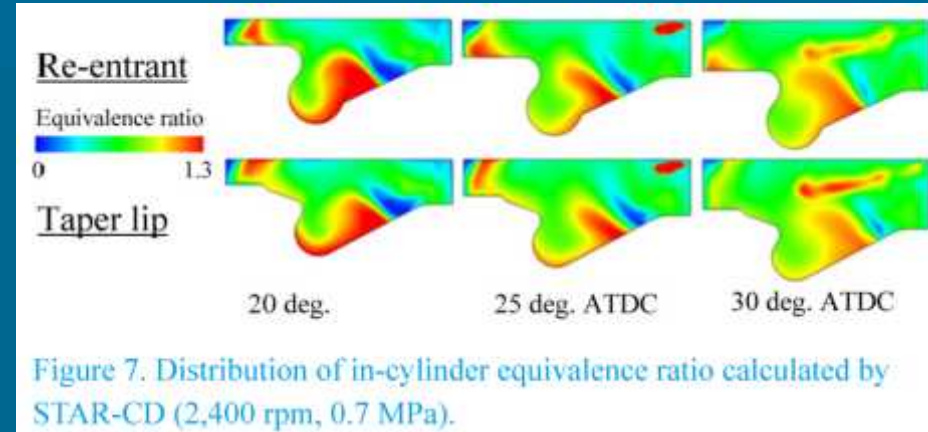 Re-entrant
Equivalence ratio
0 1.3
Taper lip
20 deg. 25 deg. ATDC 30 deg. ATDC
Figure 7. Distribution of in-cylinder equivalence ratio calculated by
STAR-CD (2,400 rpm, 0.7 MPa).